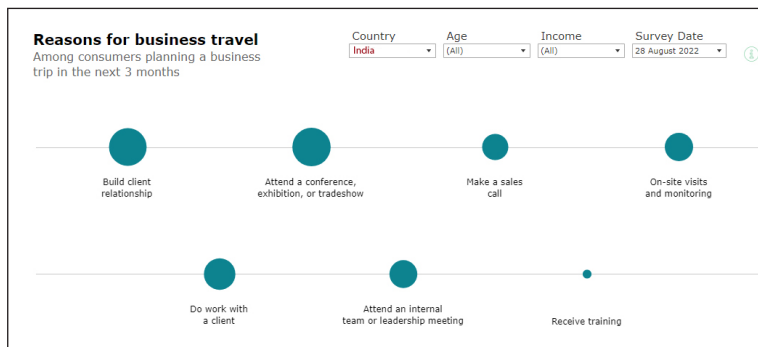 Reasons for business travel
Among consumers planning a business
trip in the next 3 months
Country
India
Age
(All)
Income
(All)
Survey Date
28 August 2022
Build client
relationship
Attend a conference,
exhibition, or tradeshow
Make a sales
call
On-site visits
and monitoring
Do work with
a client
Attend an internal
team or leadership meeting
Receive training